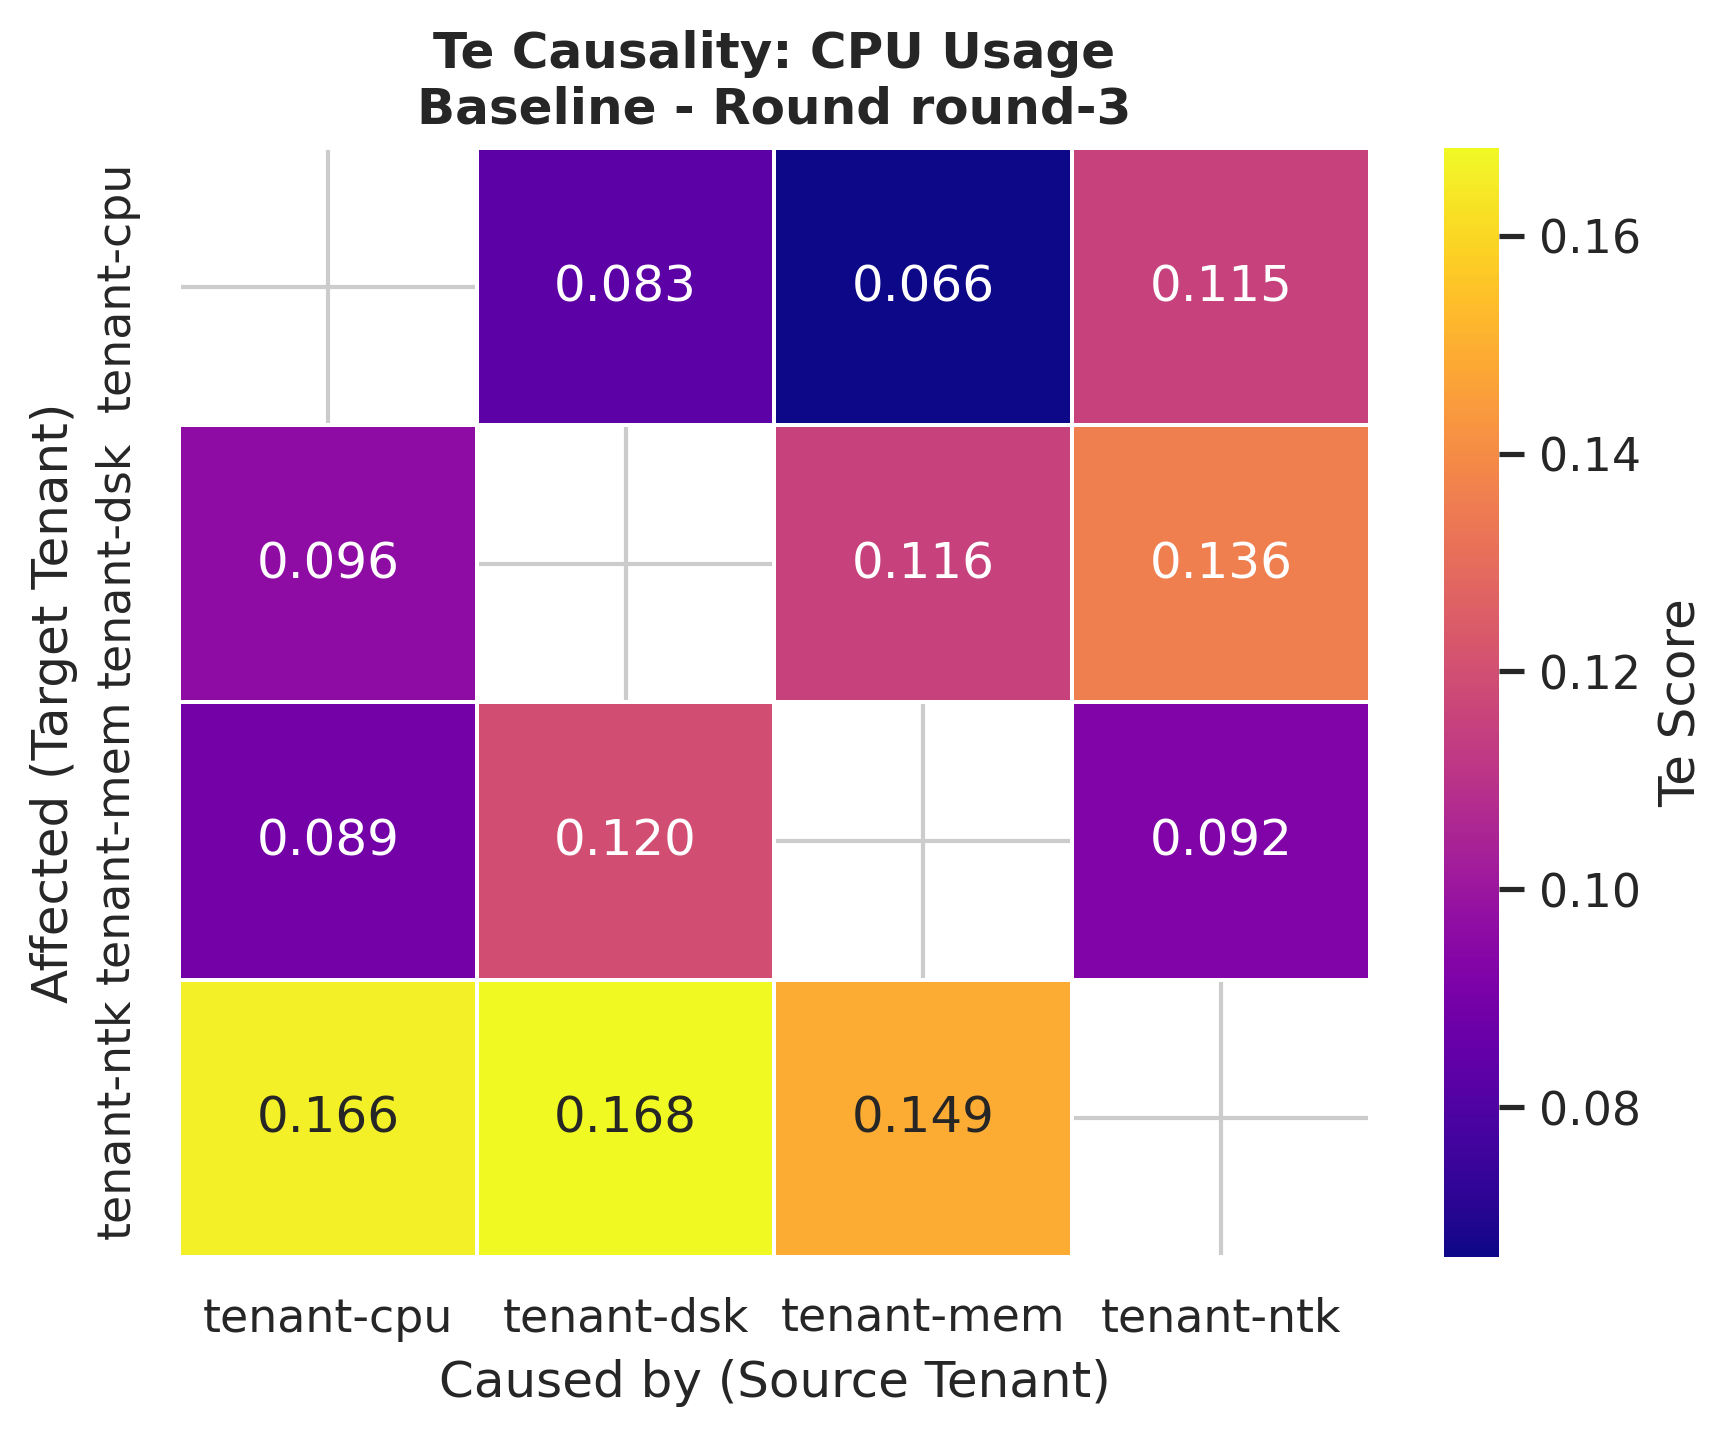 Te Causality: CPU Usage
Baseline - Round round-3
Affected (Target Tenant)
tenant-cpu
0.083 0.066 0.115
tenant-dsk
0.096 0.116 0.136
tenant-mem
0.089 0.120 0.092
tenant-ntk
0.166 0.168 0.149
tenant-cpu tenant-dsk tenant-mem tenant-ntk
Caused by (Source Tenant)
0.16
0.14
0.12
0.10
0.08
Te Score